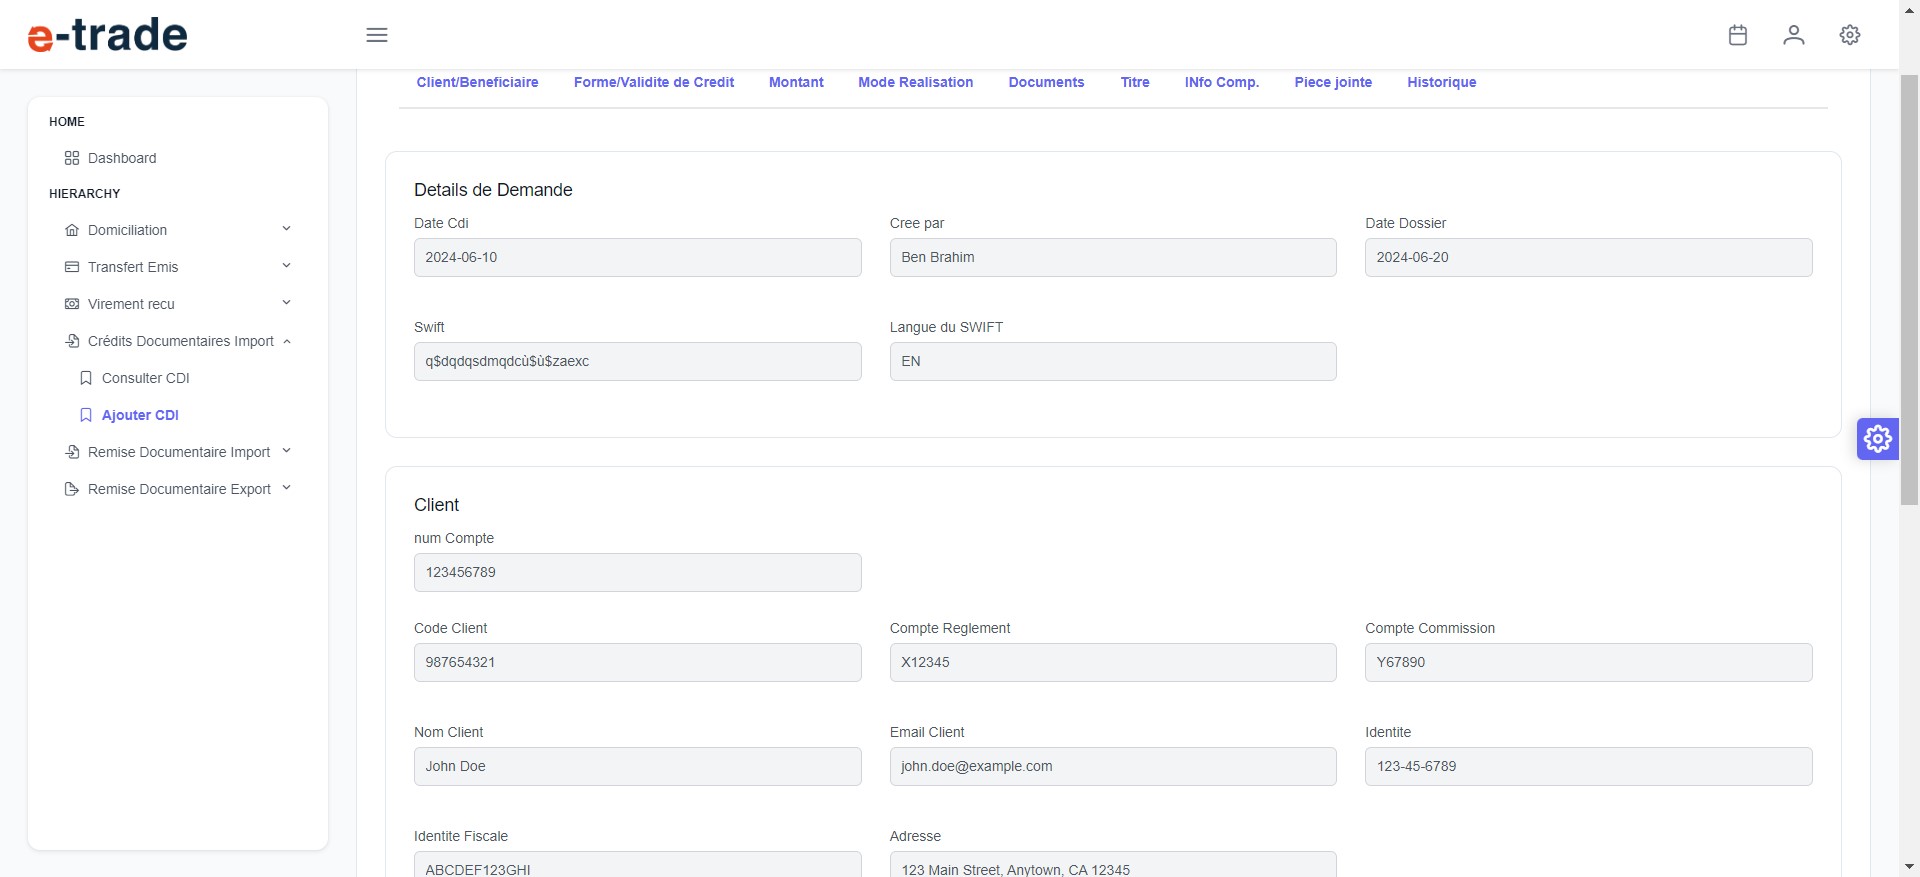 e-trade
Client/Beneficiaire Forme/Validite de Credit Montant Mode Realisation Documents Titre INfo Comp. Piece jointe Historique
HOME
Dashboard
HIERARCHY
Domiciliation
Transfert Emis
Virement recu
Crédits Documentaires Import
Consulter CDI
Ajouter CDI
Remise Documentaire Import
Remise Documentaire Export
Details de Demande
Date Cdi Cree par Date Dossier
2024-06-10 Ben Brahim 2024-06-20
Swift Langue du SWIFT
q$dqdqsdmqdcù$ù$zaexc EN
Client
num Compte
123456789
Code Client Compte Reglement Compte Commission
987654321 X12345 Y67890
Nom Client Email Client Identite
John Doe john.doe@example.com 123-45-6789
Identite Fiscale Adresse
ABCDEF123GHI 123 Main Street, Anytown, CA 12345